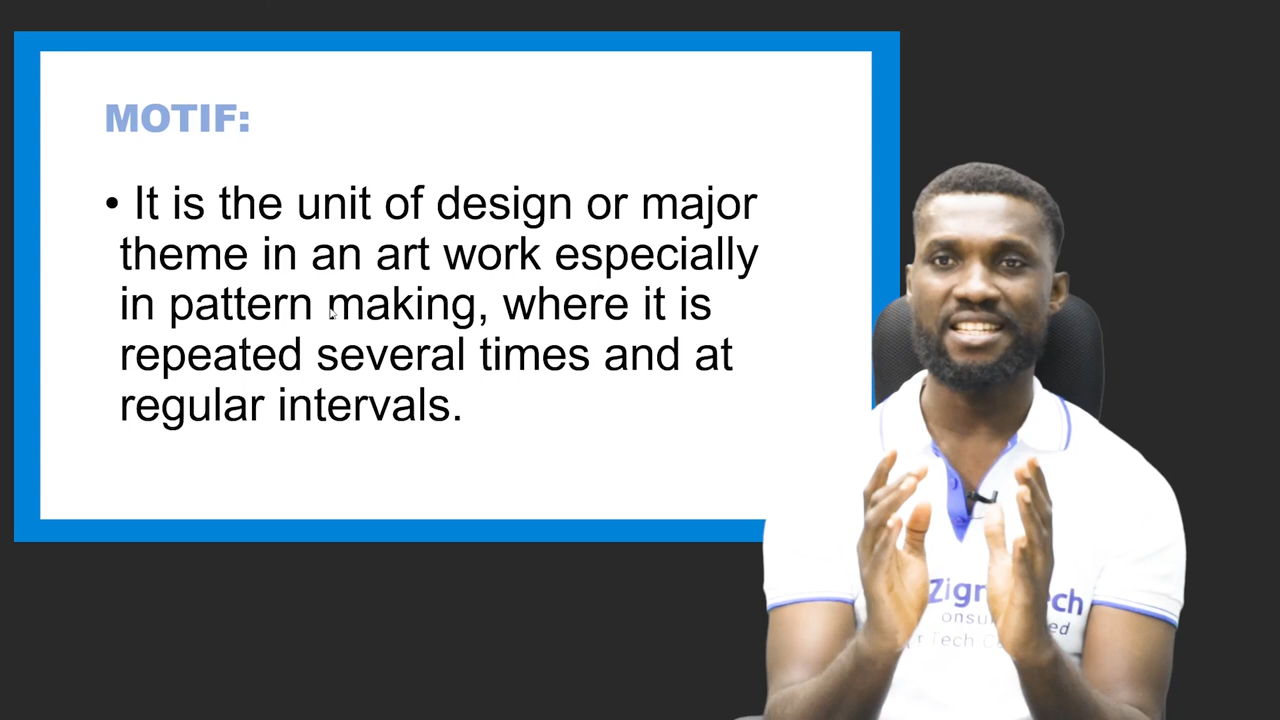 MOTIF:
• It is the unit of design or major
theme in an art work especially
in pattern making, where it is
repeated several times and at
regular intervals.